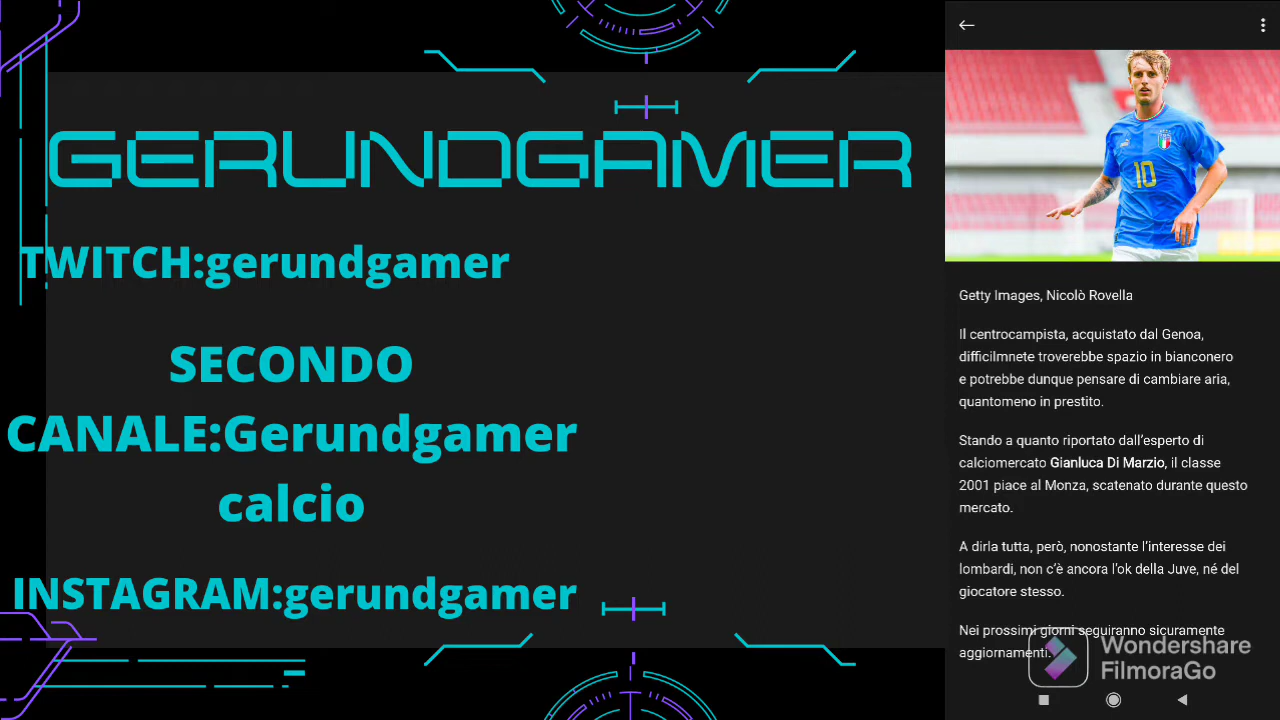 GERUNDGAMER
TWITCH:gerundgamer
SECONDO
CANALE:Gerundgamer
calcio
INSTAGRAM:gerundgamer
10
Getty Images, Nicolò Rovella
Il centrocampista, acquistato dal Genoa,
difficilmnete troverebbe spazio in bianconero
e potrebbe dunque pensare di cambiare aria,
quantomeno in prestito.
Stando a quanto riportato dall'esperto di
calciomercato Gianluca Di Marzio, il classe
2001 piace al Monza, scatenato durante questo
mercato.
A dirla tutta, però, nonostante l'interesse dei
lombardi, non c'è ancora l'ok della Juve, né del
giocatore stesso.
Nei prossimi giorni seguiranno sicuramente
aggiornamenti.
Wondershare
FilmoraGo